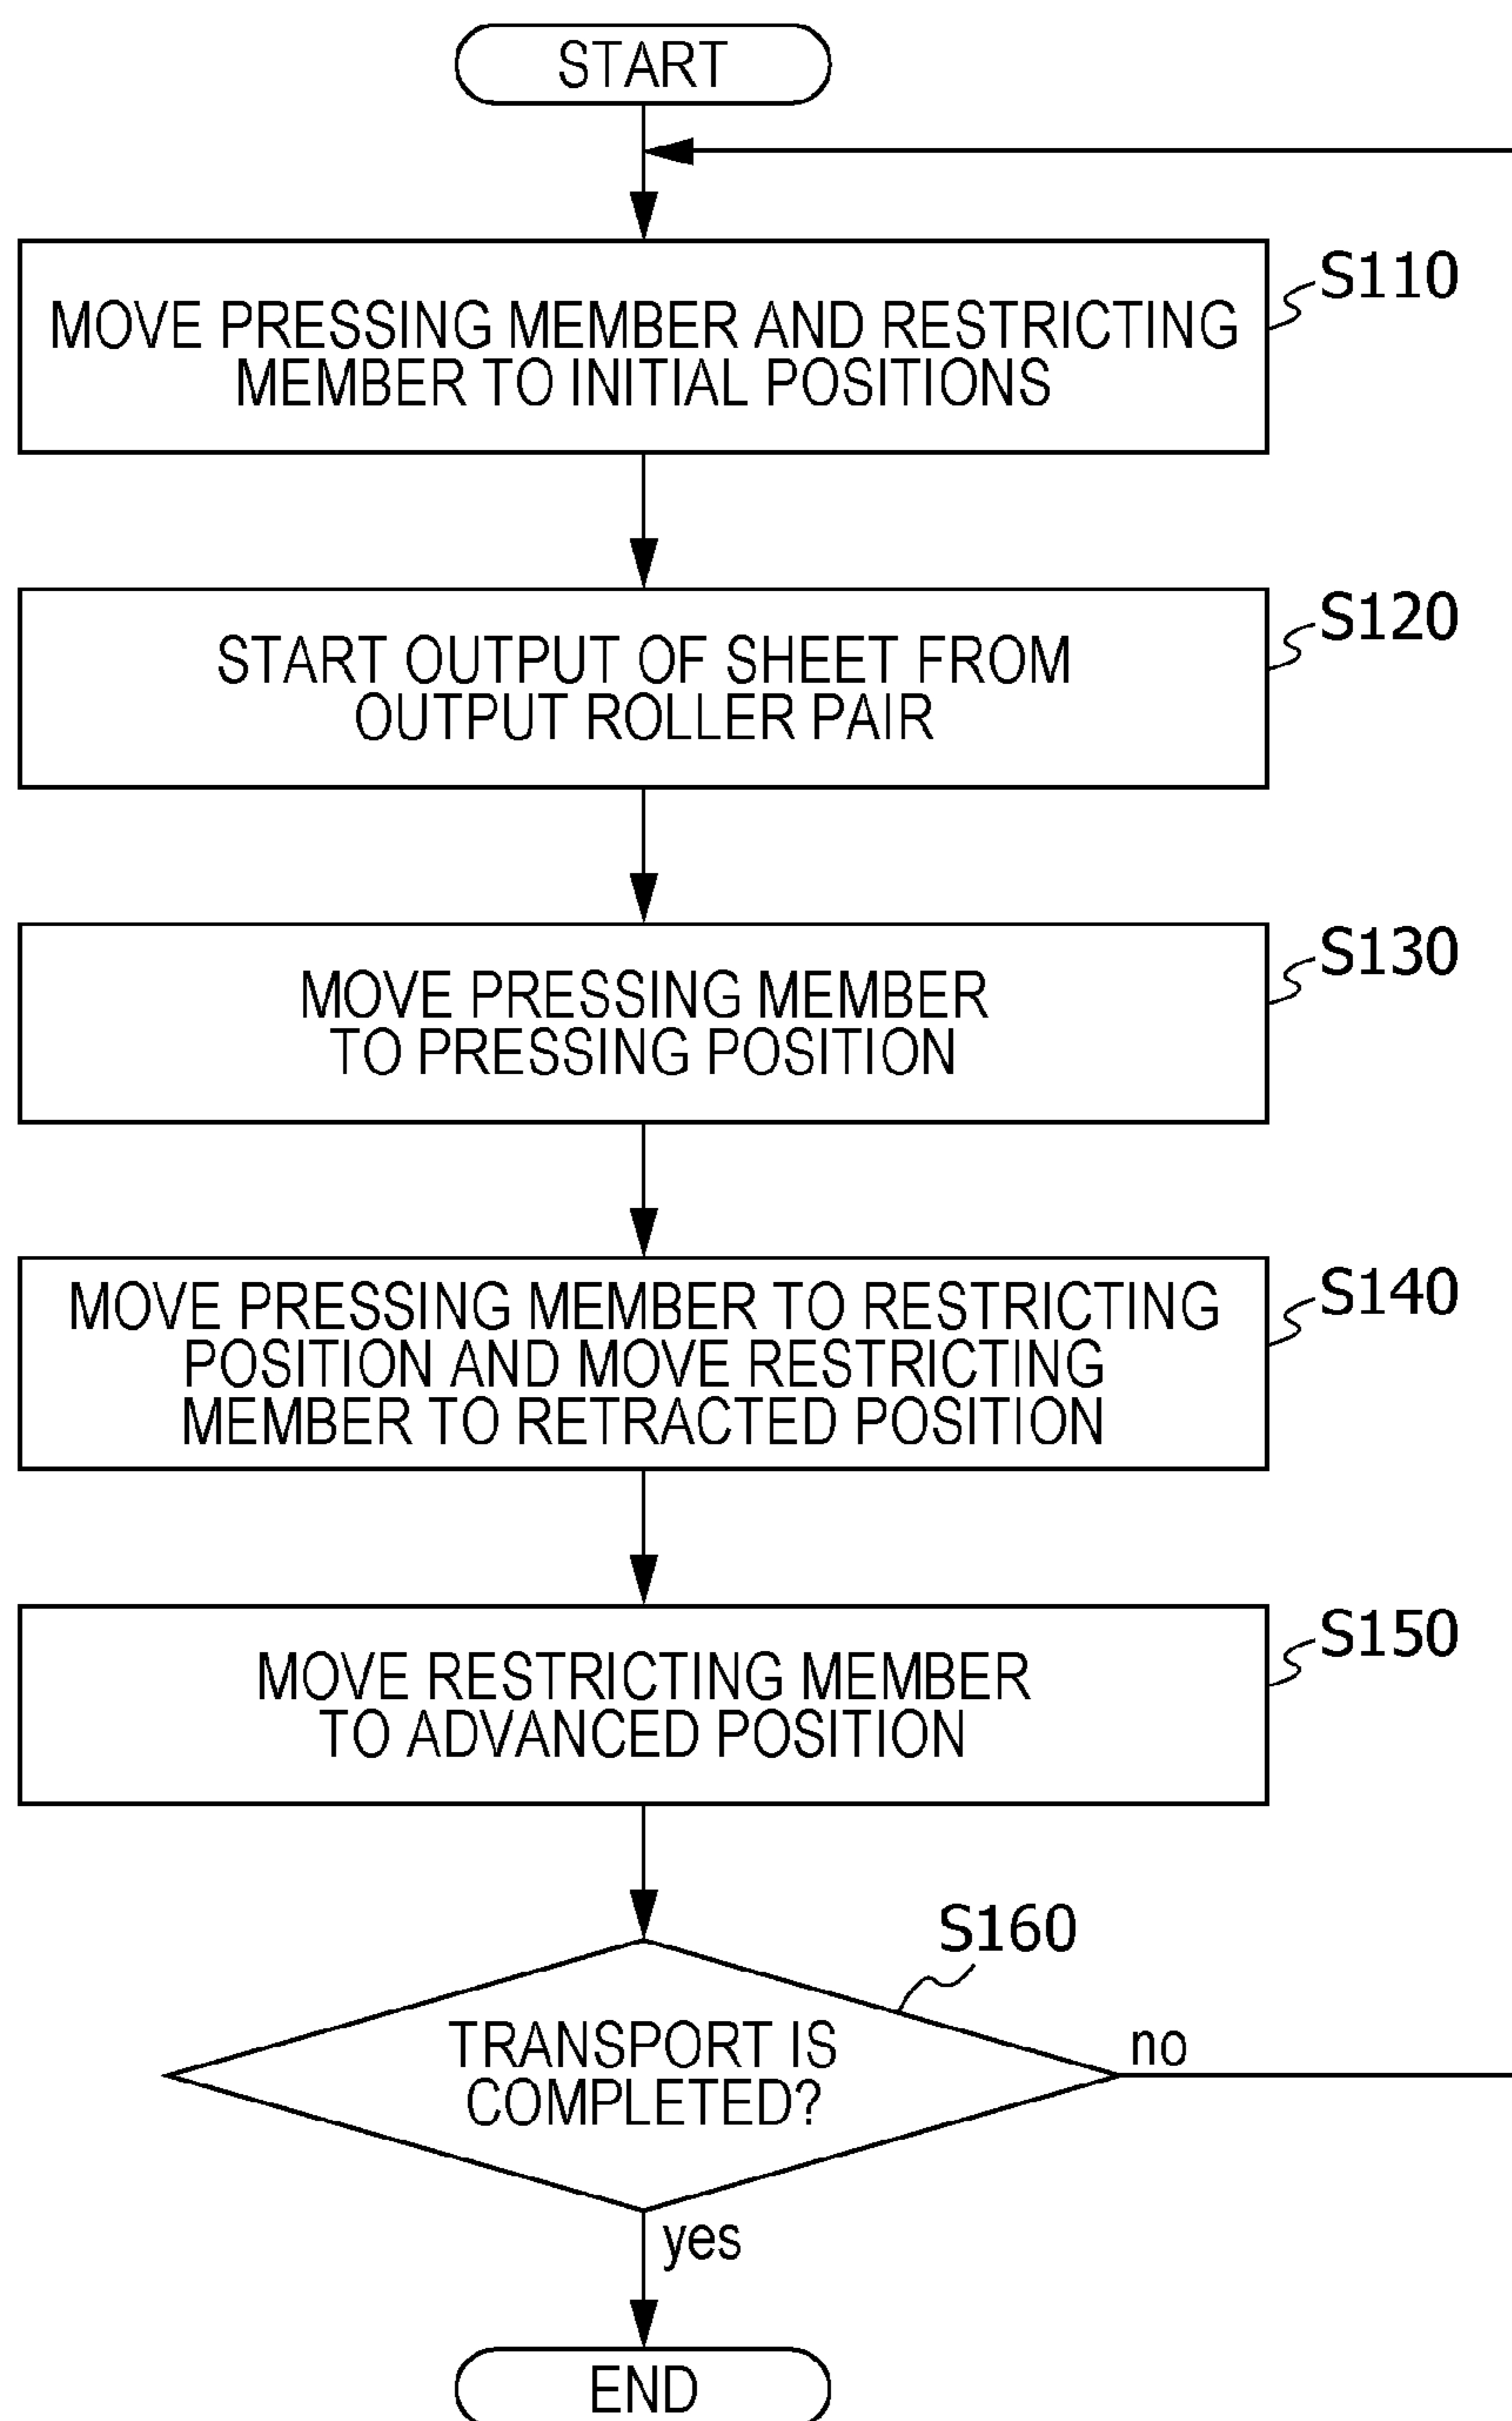 START
MOVE PRESSING MEMBER AND RESTRICTING
MEMBER TO INITIAL POSITIONS
S110
START OUTPUT OF SHEET FROM
OUTPUT ROLLER PAIR
S120
MOVE PRESSING MEMBER
TO PRESSING POSITION
S130
MOVE PRESSING MEMBER TO RESTRICTING
POSITION AND MOVE RESTRICTING
MEMBER TO RETRACTED POSITION
S140
MOVE RESTRICTING MEMBER
TO ADVANCED POSITION
S150
S160
TRANSPORT IS
COMPLETED?
no
yes
END